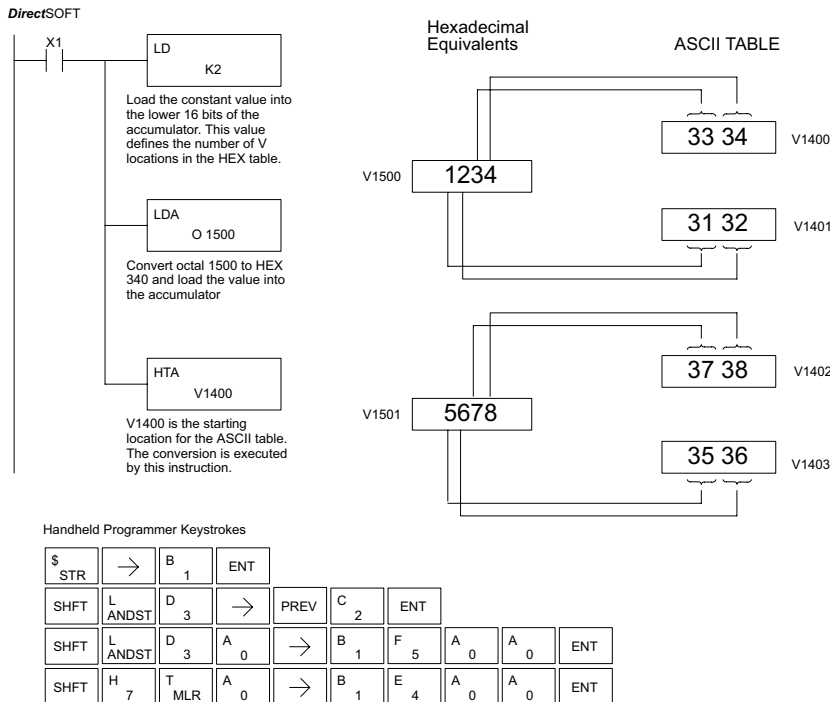 DirectSOFT
X1
LD
K2
Load the constant value into
the lower 16 bits of the
accumulator. This value
defines the number of V
locations in the HEX table.
LDA
O 1500
Convert octal 1500 to HEX
340 and load the value into
the accumulator
HTA
V1400
V1400 is the starting
location for the ASCII table.
The conversion is executed
by this instruction.
Hexadecimal
Equivalents
ASCII TABLE
33 34 V1400
V1500 1234
31 32 V1401
37 38 V1402
V1501 5678
35 36 V1403
Handheld Programmer Keystrokes
$ STR → B 1 ENT
SHFT L ANDST D 3 → PREV C 2 ENT
SHFT L ANDST D 3 A 0 → B 1 F 5 A 0 A 0 ENT
SHFT H 7 T MLR A 0 → B 1 E 4 A 0 A 0 ENT